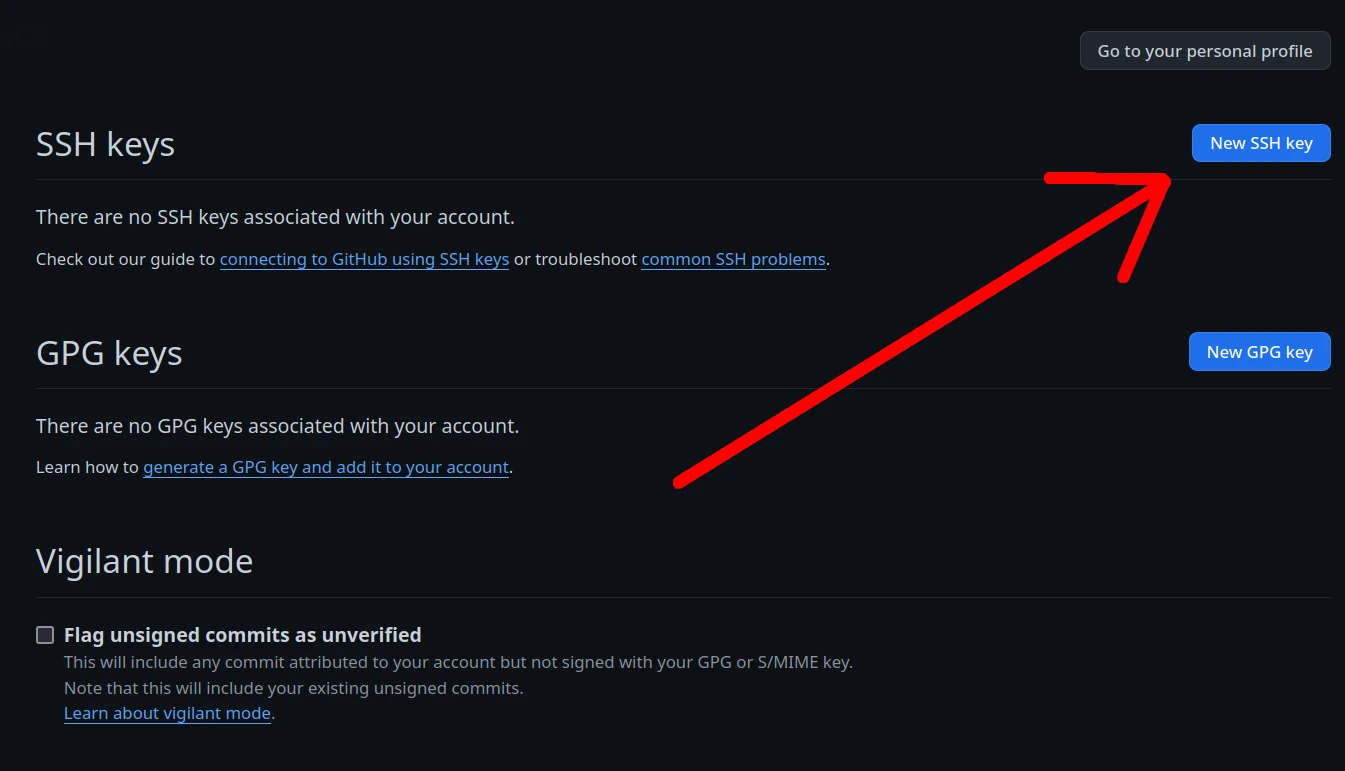 Go to your personal profile
SSH keys
New SSH key
There are no SSH keys associated with your account.
Check out our guide to connecting to GitHub using SSH keys or troubleshoot common SSH problems.
GPG keys
New GPG key
There are no GPG keys associated with your account.
Learn how to generate a GPG key and add it to your account.
Vigilant mode
Flag unsigned commits as unverified
This will include any commit attributed to your account but not signed with your GPG or S/MIME key.
Note that this will include your existing unsigned commits.
Learn about vigilant mode.